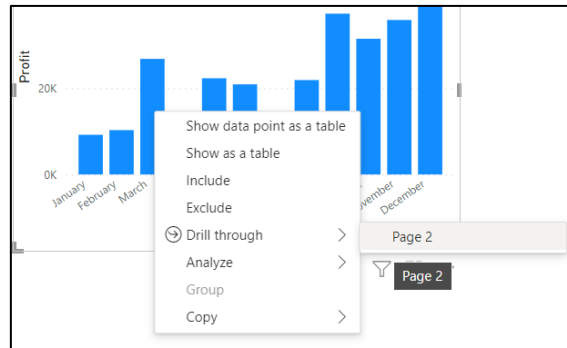 Profit
20K
0K
January
February
March
December
Show data point as a table
Show as a table
Include
Exclude
Drill through
Analyze
Group
Copy
Page 2
Page 2